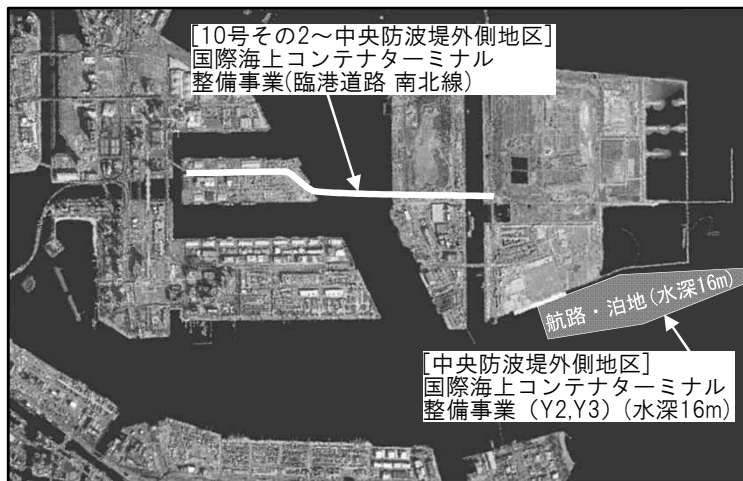 [10号その2～中央防波堤外側地区]
国際海上コンテナターミナル
整備事業(臨港道路 南北線)
航路・泊地(水深16m)
[中央防波堤外側地区]
国際海上コンテナターミナル
整備事業（Y2,Y3）(水深16m)